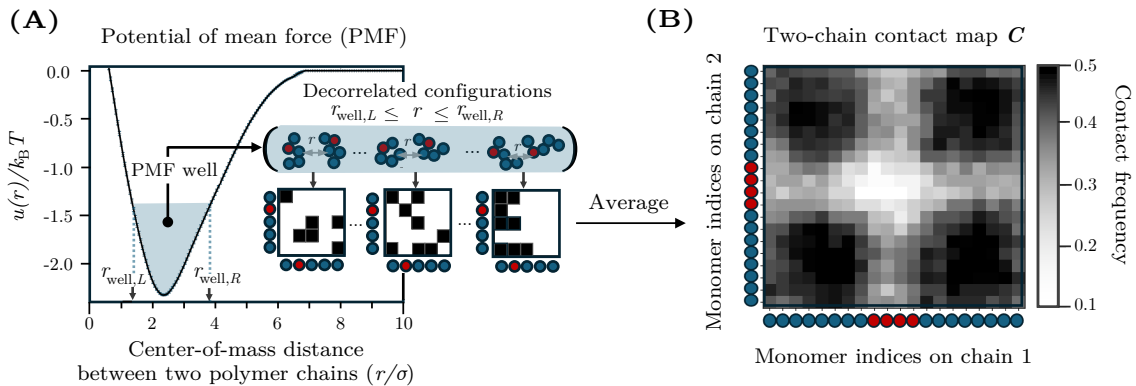 (A)
Potential of mean force (PMF)
0.0
-0.5
-1.0
-1.5
-2.0
u(r)/k_B T
PMF well
r_well,L
r_well,R
0 2 4 6 8 10
Center-of-mass distance
between two polymer chains (r/σ)
Decorrelated configurations
r_well,L ≤ r ≤ r_well,R
r
...
r
...
r
...
...
Average
(B)
Two-chain contact map C
Monomer indices on chain 2
Monomer indices on chain 1
0.5
0.4
0.3
0.2
0.1
Contact frequency